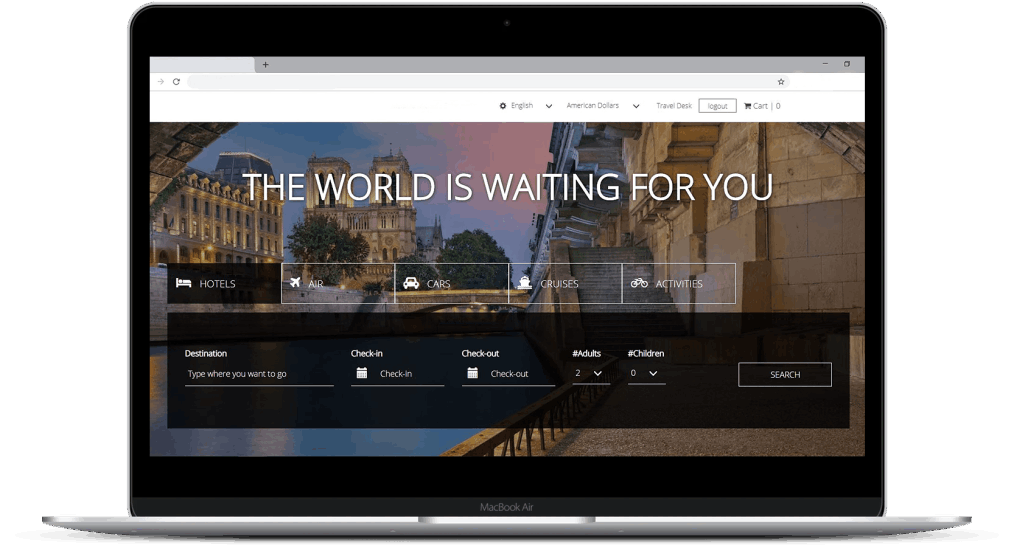 English American Dollars Travel Desk logout Cart | 0
THE WORLD IS WAITING FOR YOU
HOTELS AIR CARS CRUISES ACTIVITIES
Destination Check-in Check-out #Adults #Children
Type where you want to go Check-in Check-out 2 0 SEARCH
MacBook Air